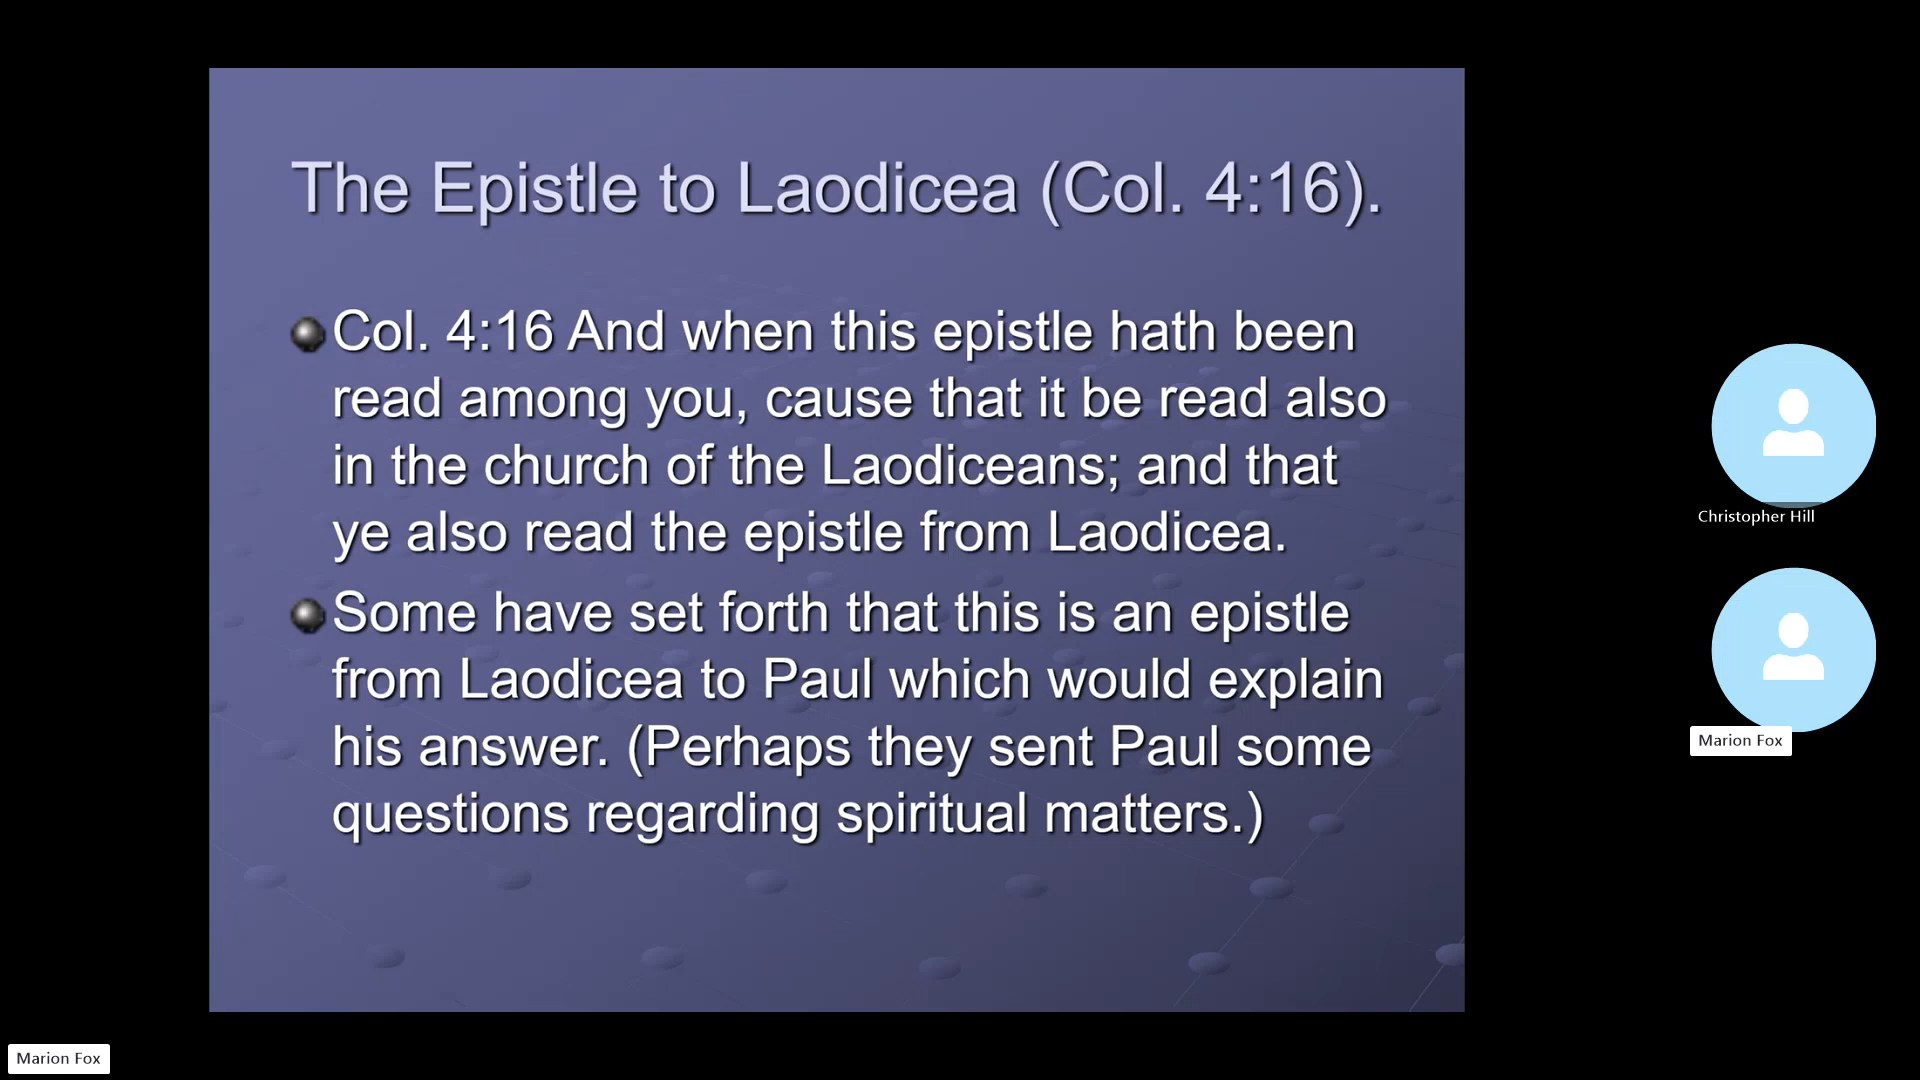 The Epistle to Laodicea (Col. 4:16).
Col. 4:16 And when this epistle hath been
read among you, cause that it be read also
in the church of the Laodiceans; and that
ye also read the epistle from Laodicea.
Some have set forth that this is an epistle
from Laodicea to Paul which would explain
his answer. (Perhaps they sent Paul some
questions regarding spiritual matters.)
Christopher Hill
Marion Fox
Marion Fox